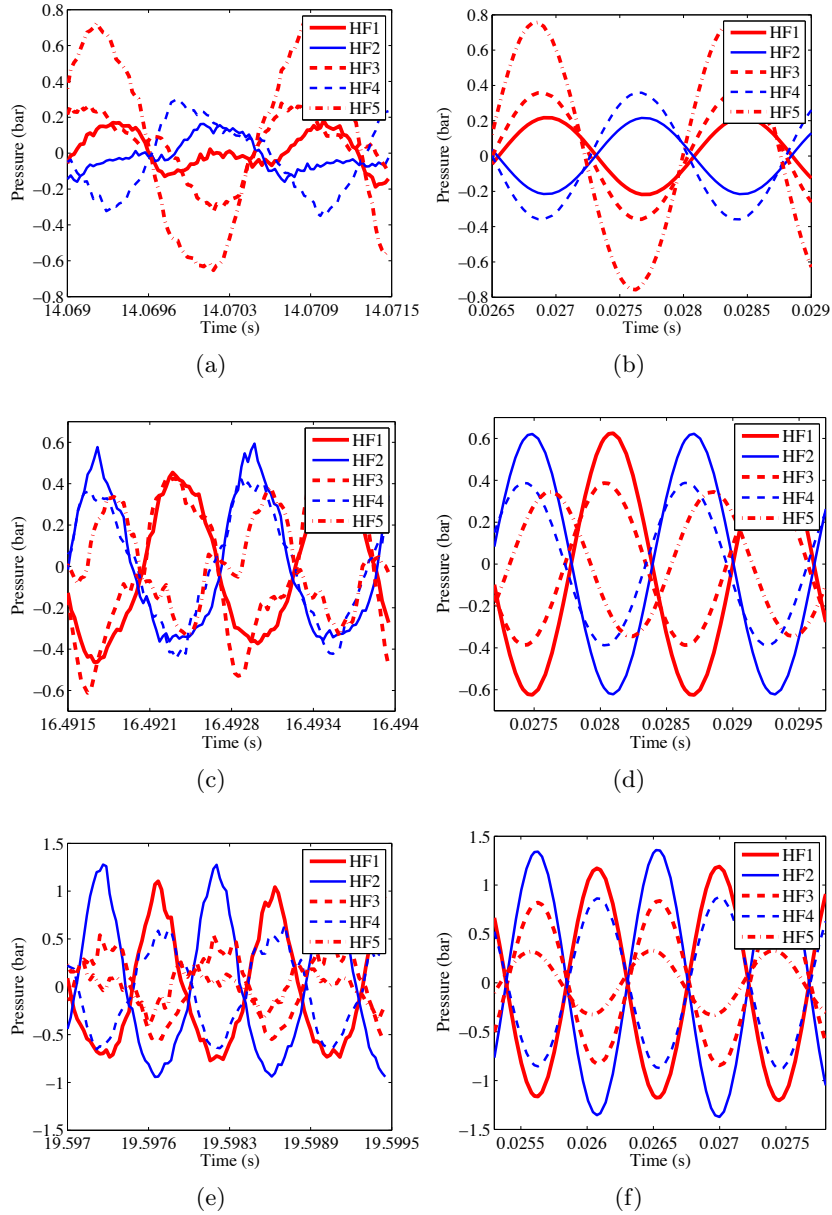 0.8
0.6
0.4
0.2
0
−0.2
−0.4
−0.6
−0.8
Pressure (bar)
14.069
14.0696
14.0703
14.0709
14.0715
Time (s)
HF1
HF2
HF3
HF4
HF5
(a)
0.8
0.6
0.4
0.2
0
−0.2
−0.4
−0.6
−0.8
Pressure (bar)
0.0265
0.027
0.0275
0.028
0.0285
0.029
Time (s)
HF1
HF2
HF3
HF4
HF5
(b)
0.6
0.4
0.2
0
−0.2
−0.4
−0.6
Pressure (bar)
16.4915
16.4921
16.4928
16.4934
16.494
Time (s)
HF1
HF2
HF3
HF4
HF5
(c)
0.6
0.4
0.2
0
−0.2
−0.4
−0.6
Pressure (bar)
0.0275
0.028
0.0285
0.029
0.0295
Time (s)
HF1
HF2
HF3
HF4
HF5
(d)
1.5
1
0.5
0
−0.5
−1
−1.5
Pressure (bar)
19.597
19.5976
19.5983
19.5989
19.5995
Time (s)
HF1
HF2
HF3
HF4
HF5
(e)
1.5
1
0.5
0
−0.5
−1
−1.5
Pressure (bar)
0.0255
0.026
0.0265
0.027
0.0275
Time (s)
HF1
HF2
HF3
HF4
HF5
(f)